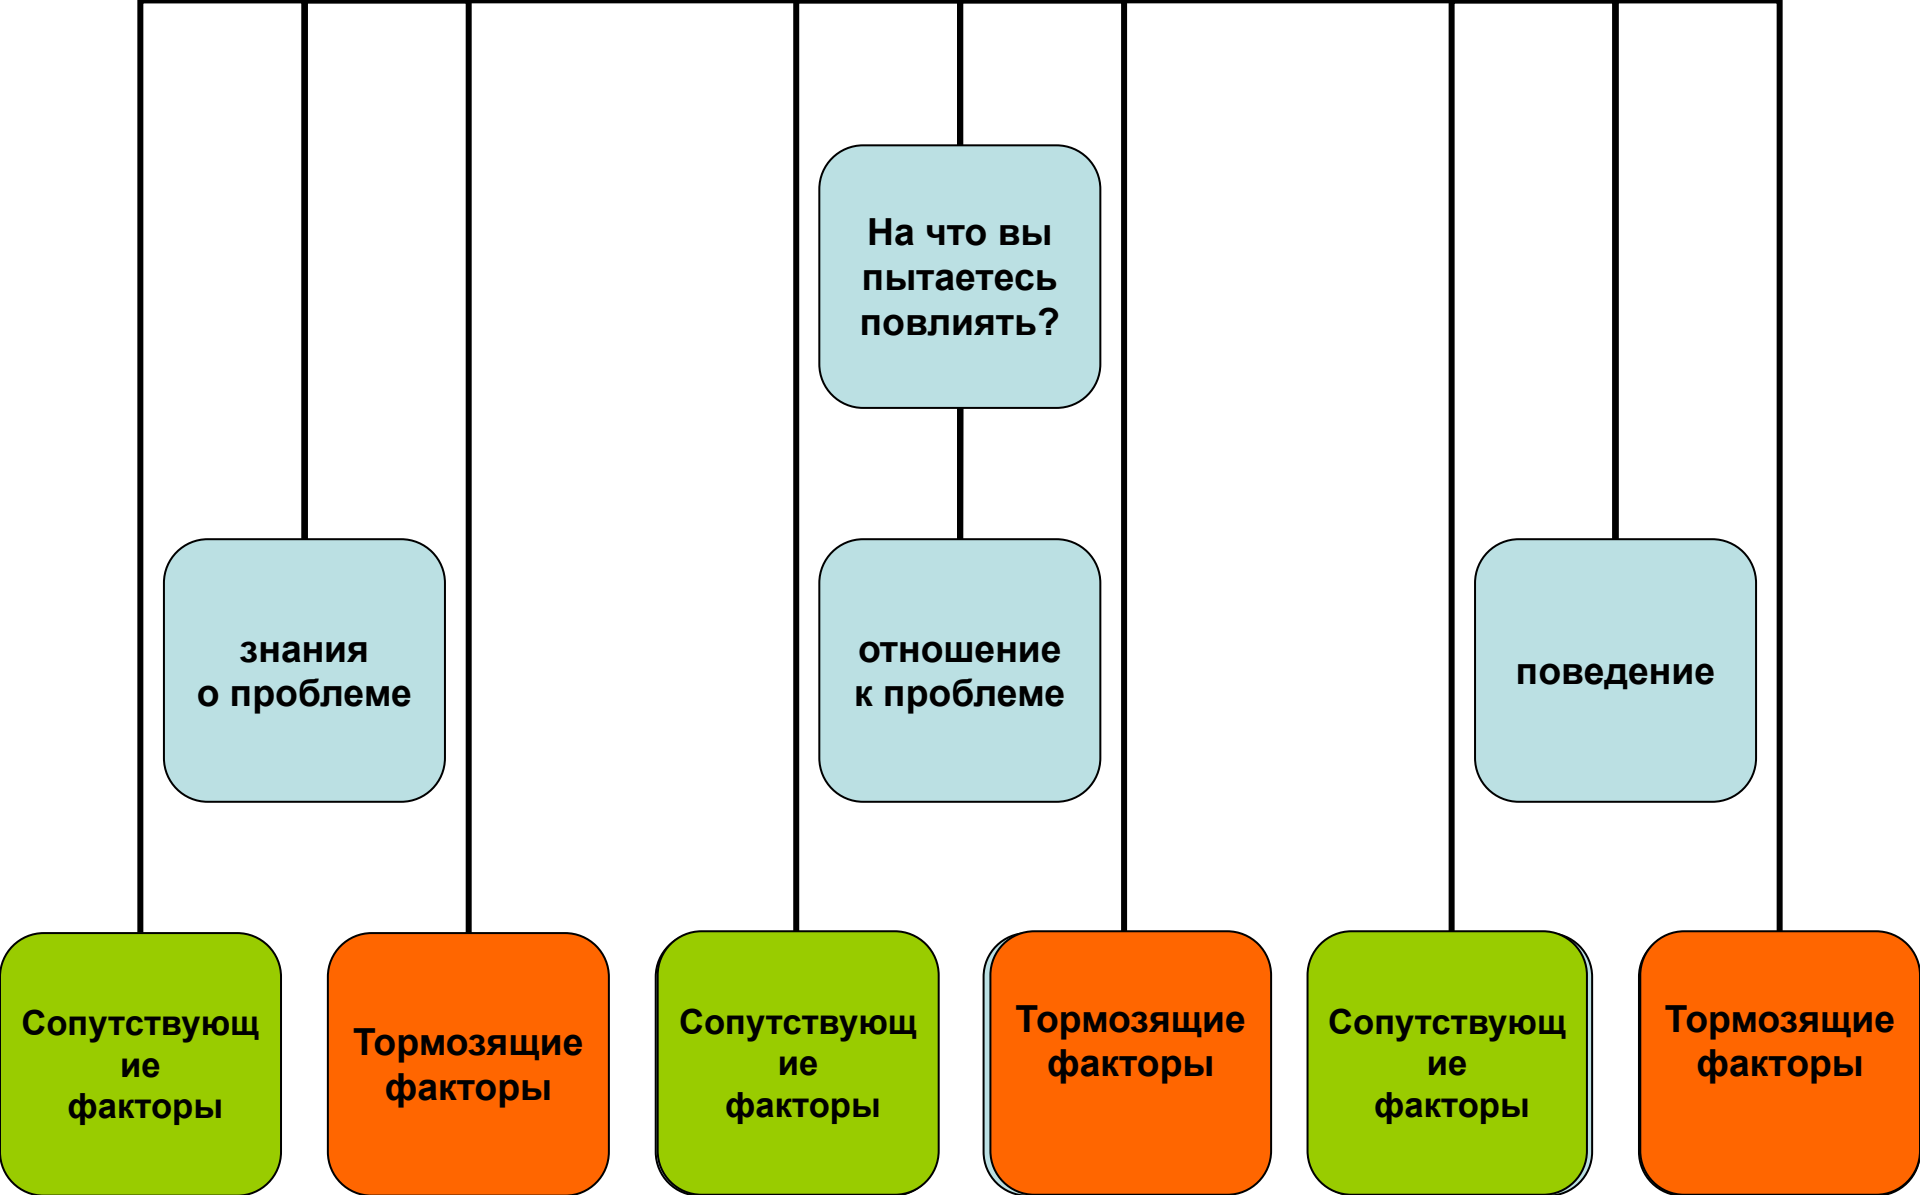 На что вы
пытаетесь
повлиять?
знания
о проблеме
отношение
к проблеме
поведение
Сопутствующ
ие
факторы
Тормозящие
факторы
Сопутствующ
ие
факторы
Тормозящие
факторы
Сопутствующ
ие
факторы
Тормозящие
факторы